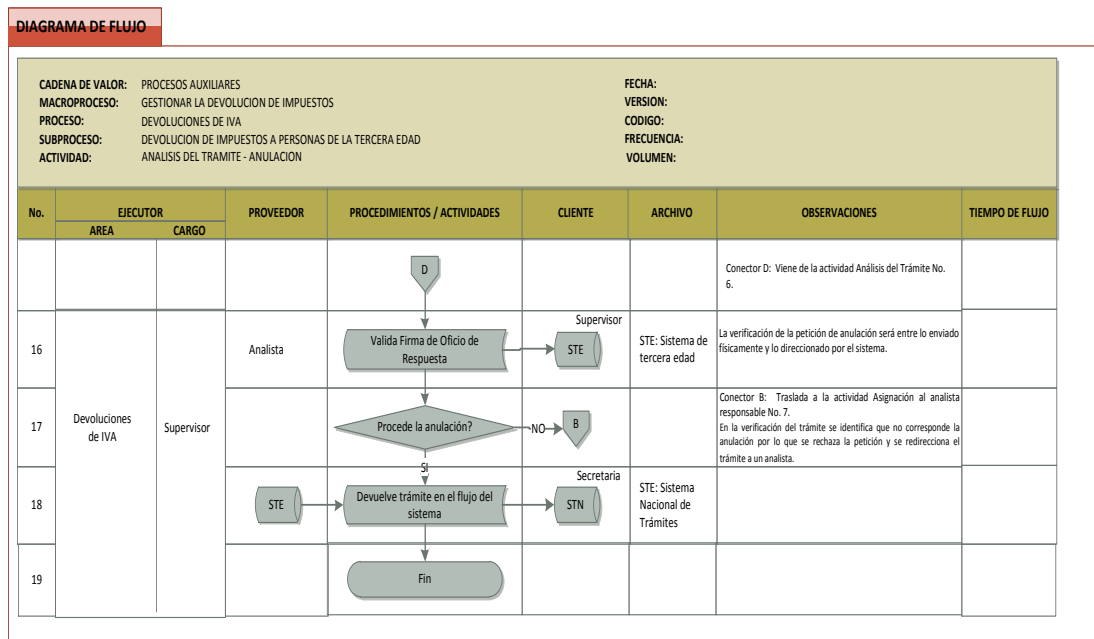 DIAGRAMA DE FLUJO
CADENA DE VALOR: PROCESOS AUXILIARES
MACROPROCESO: GESTIONAR LA DEVOLUCION DE IMPUESTOS
PROCESO: DEVOLUCIONES DE IVA
SUBPROCESO: DEVOLUCION DE IMPUESTOS A PERSONAS DE LA TERCERA EDAD
ACTIVIDAD: ANALISIS DEL TRAMITE - ANULACION
FECHA:
VERSION:
CODIGO:
FRECUENCIA:
VOLUMEN:
No.
EJECUTOR
AREA
CARGO
PROVEEDOR
PROCEDIMIENTOS / ACTIVIDADES
CLIENTE
ARCHIVO
OBSERVACIONES
TIEMPO DE FLUJO
D
Conector D: Viene de la actividad Análisis del Trámite No.
6.
16
Analista
Valida Firma de Oficio de
Respuesta
Supervisor
STE
STE: Sistema de
tercera edad
La verificación de la petición de anulación será entre lo enviado
físicamente y lo direccionado por el sistema.
17
Devoluciones
de IVA
Supervisor
Procede la anulación?
NO
B
Conector B: Traslada a la actividad Asignación al analista
responsable No. 7.
En la verificación del trámite se identifica que no corresponde la
anulación por lo que se rechaza la petición y se redirecciona el
trámite a un analista.
SI
18
STE
Devuelve trámite en el flujo del
sistema
Secretaria
STN
STE: Sistema
Nacional de
Trámites
19
Fin